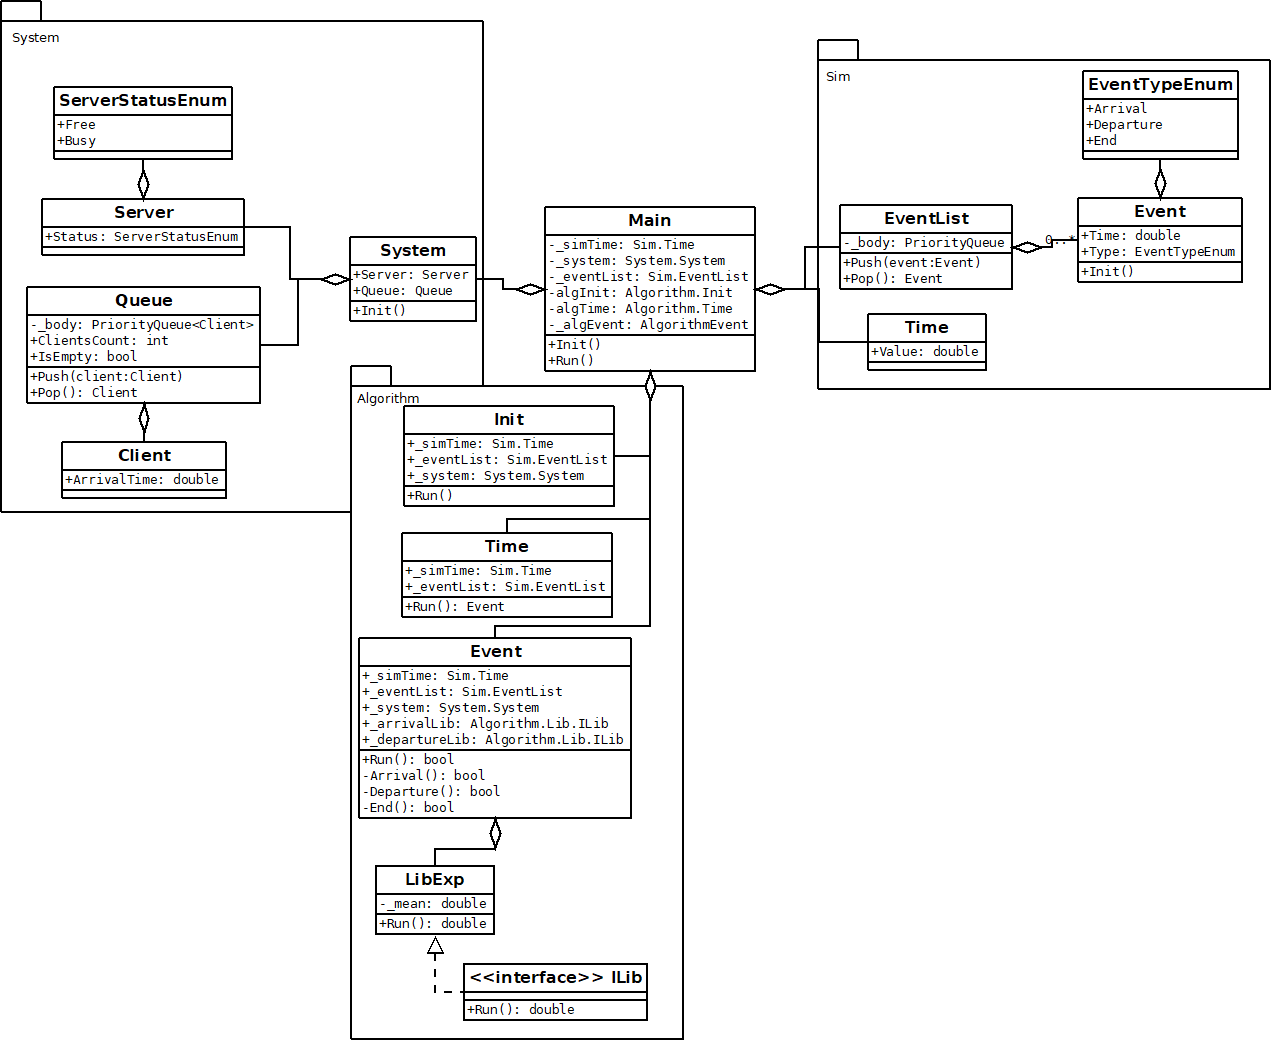 System
ServerStatusEnum
+Free
+Busy
Server
+Status: ServerStatusEnum
Queue
-_body: PriorityQueue<Client>
+ClientsCount: int
+IsEmpty: bool
+Push(client:Client)
+Pop(): Client
Client
+ArrivalTime: double
System
+Server: Server
+Queue: Queue
+Init()
Main
-_simTime: Sim.Time
-_system: System.System
-_eventList: Sim.EventList
-algInit: Algorithm.Init
-algTime: Algorithm.Time
-_algEvent: AlgorithmEvent
+Init()
+Run()
Sim
EventTypeEnum
+Arrival
+Departure
+End
EventList
-_body: PriorityQueue
+Push(event:Event)
+Pop(): Event
0..*
Event
+Time: double
+Type: EventTypeEnum
+Init()
Time
+Value: double
Algorithm
Init
+_simTime: Sim.Time
+_eventList: Sim.EventList
+_system: System.System
+Run()
Time
+_simTime: Sim.Time
+_eventList: Sim.EventList
+Run(): Event
Event
+_simTime: Sim.Time
+_eventList: Sim.EventList
+_system: System.System
+_arrivalLib: Algorithm.Lib.ILib
+_departureLib: Algorithm.Lib.ILib
+Run(): bool
-Arrival(): bool
-Departure(): bool
-End(): bool
LibExp
-_mean: double
+Run(): double
<<interface>> ILib
+Run(): double